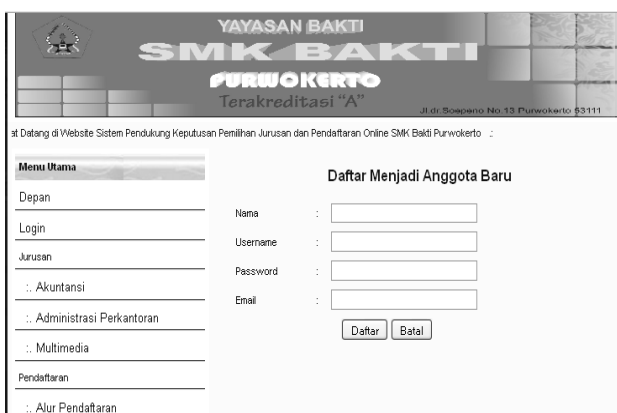 YAYASAN BAKTI
SMK BAKTI
PURWOKERTO
Terakreditasi "A"
Jl.dr.Soepeno No.13 Purwokerto 53111
at Datang di Website Sistem Pendukung Keputusan Pemilihan Jurusan dan Pendaftaran Online SMK Bakti Purwokerto .:
Menu Utama
Depan
Login
Jurusan
:. Akuntansi
:. Administrasi Perkantoran
:. Multimedia
Pendaftaran
:. Alur Pendaftaran
Daftar Menjadi Anggota Baru
Nama :
Username :
Password :
Email :
Daftar Batal